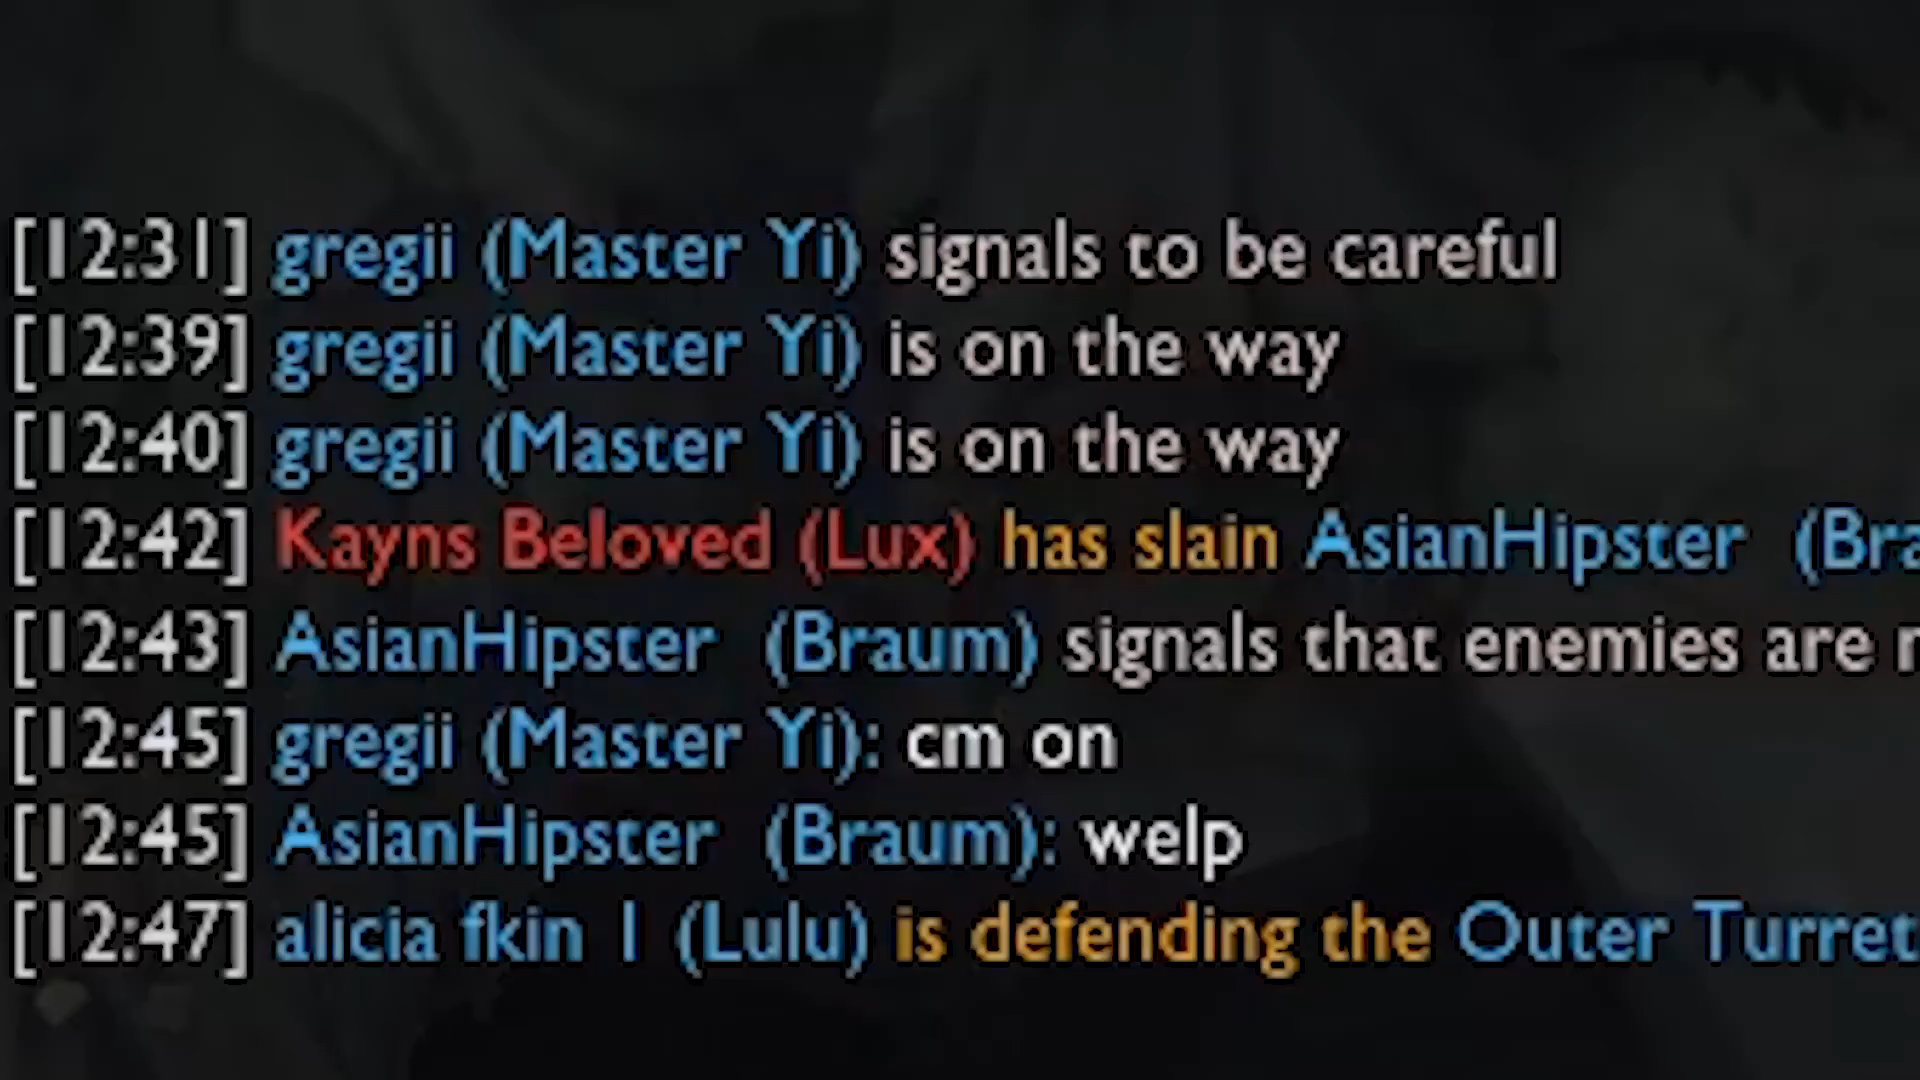 [12:31] gregii (Master Yi) signals to be careful
[12:39] gregii (Master Yi) is on the way
[12:40] gregii (Master Yi) is on the way
[12:42] Kayns Beloved (Lux) has slain AsianHipster (Bra
[12:43] AsianHipster (Braum) signals that enemies are
[12:45] gregii (Master Yi): cm on
[12:45] AsianHipster (Braum): welp
[12:47] alicia fkin 1 (Lulu) is defending the Outer Turret